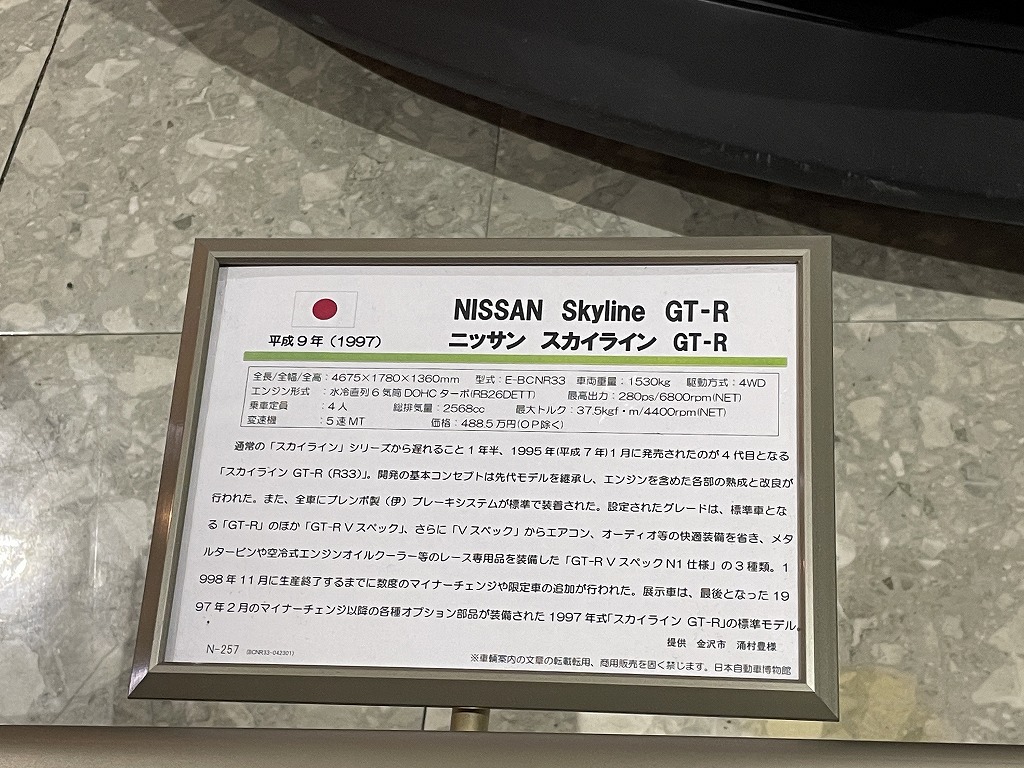 NISSAN Skyline GT-R
平成9年（1997） ニッサン スカイライン GT-R
全長/全幅/全高：4675×1780×1360mm 型式：E-BCNR33 車両重量：1530kg 駆動方式：4WD
エンジン形式 ：水冷直列6気筒DOHCターボ(RB26DETT) 最高出力：280ps/6800rpm(NET)
乗車定員 ：4人 総排気量：2568cc 最大トルク：37.5kgf・m/4400rpm(NET)
変速機 ：5速MT 価格：488.5万円(OP除く)
通常の「スカイライン」シリーズから遅れること1年半、1995年(平成7年)1月に発売されたのが4代目となる
「スカイライン GT-R（R33)」。開発の基本コンセプトは先代モデルを継承し、エンジンを含めた各部の熟成と改良が
行われた。また、全車にブレンボ製（伊）ブレーキシステムが標準で装着された。設定されたグレードは、標準車とな
る「GT-R」のほか「GT-R Vスペック」、さらに「Vスペック」からエアコン、オーディオ等の快適装備を省き、メタ
ルタービンや空冷式エンジンオイルクーラー等のレース専用品を装備した「GT-R VスペックN1仕様」の3種類。1
998年11月に生産終了するまでに数度のマイナーチェンジや限定車の追加が行われた。展示車は、最後となった19
97年2月のマイナーチェンジ以降の各種オプション部品が装備された1997年式「スカイライン GT-R」の標準モデル。
提供 金沢市 涌村豊様
N-257 (BCNR33-042301)
※車輌案内の文章の転載転用、商用販売を固く禁じます。日本自動車博物館